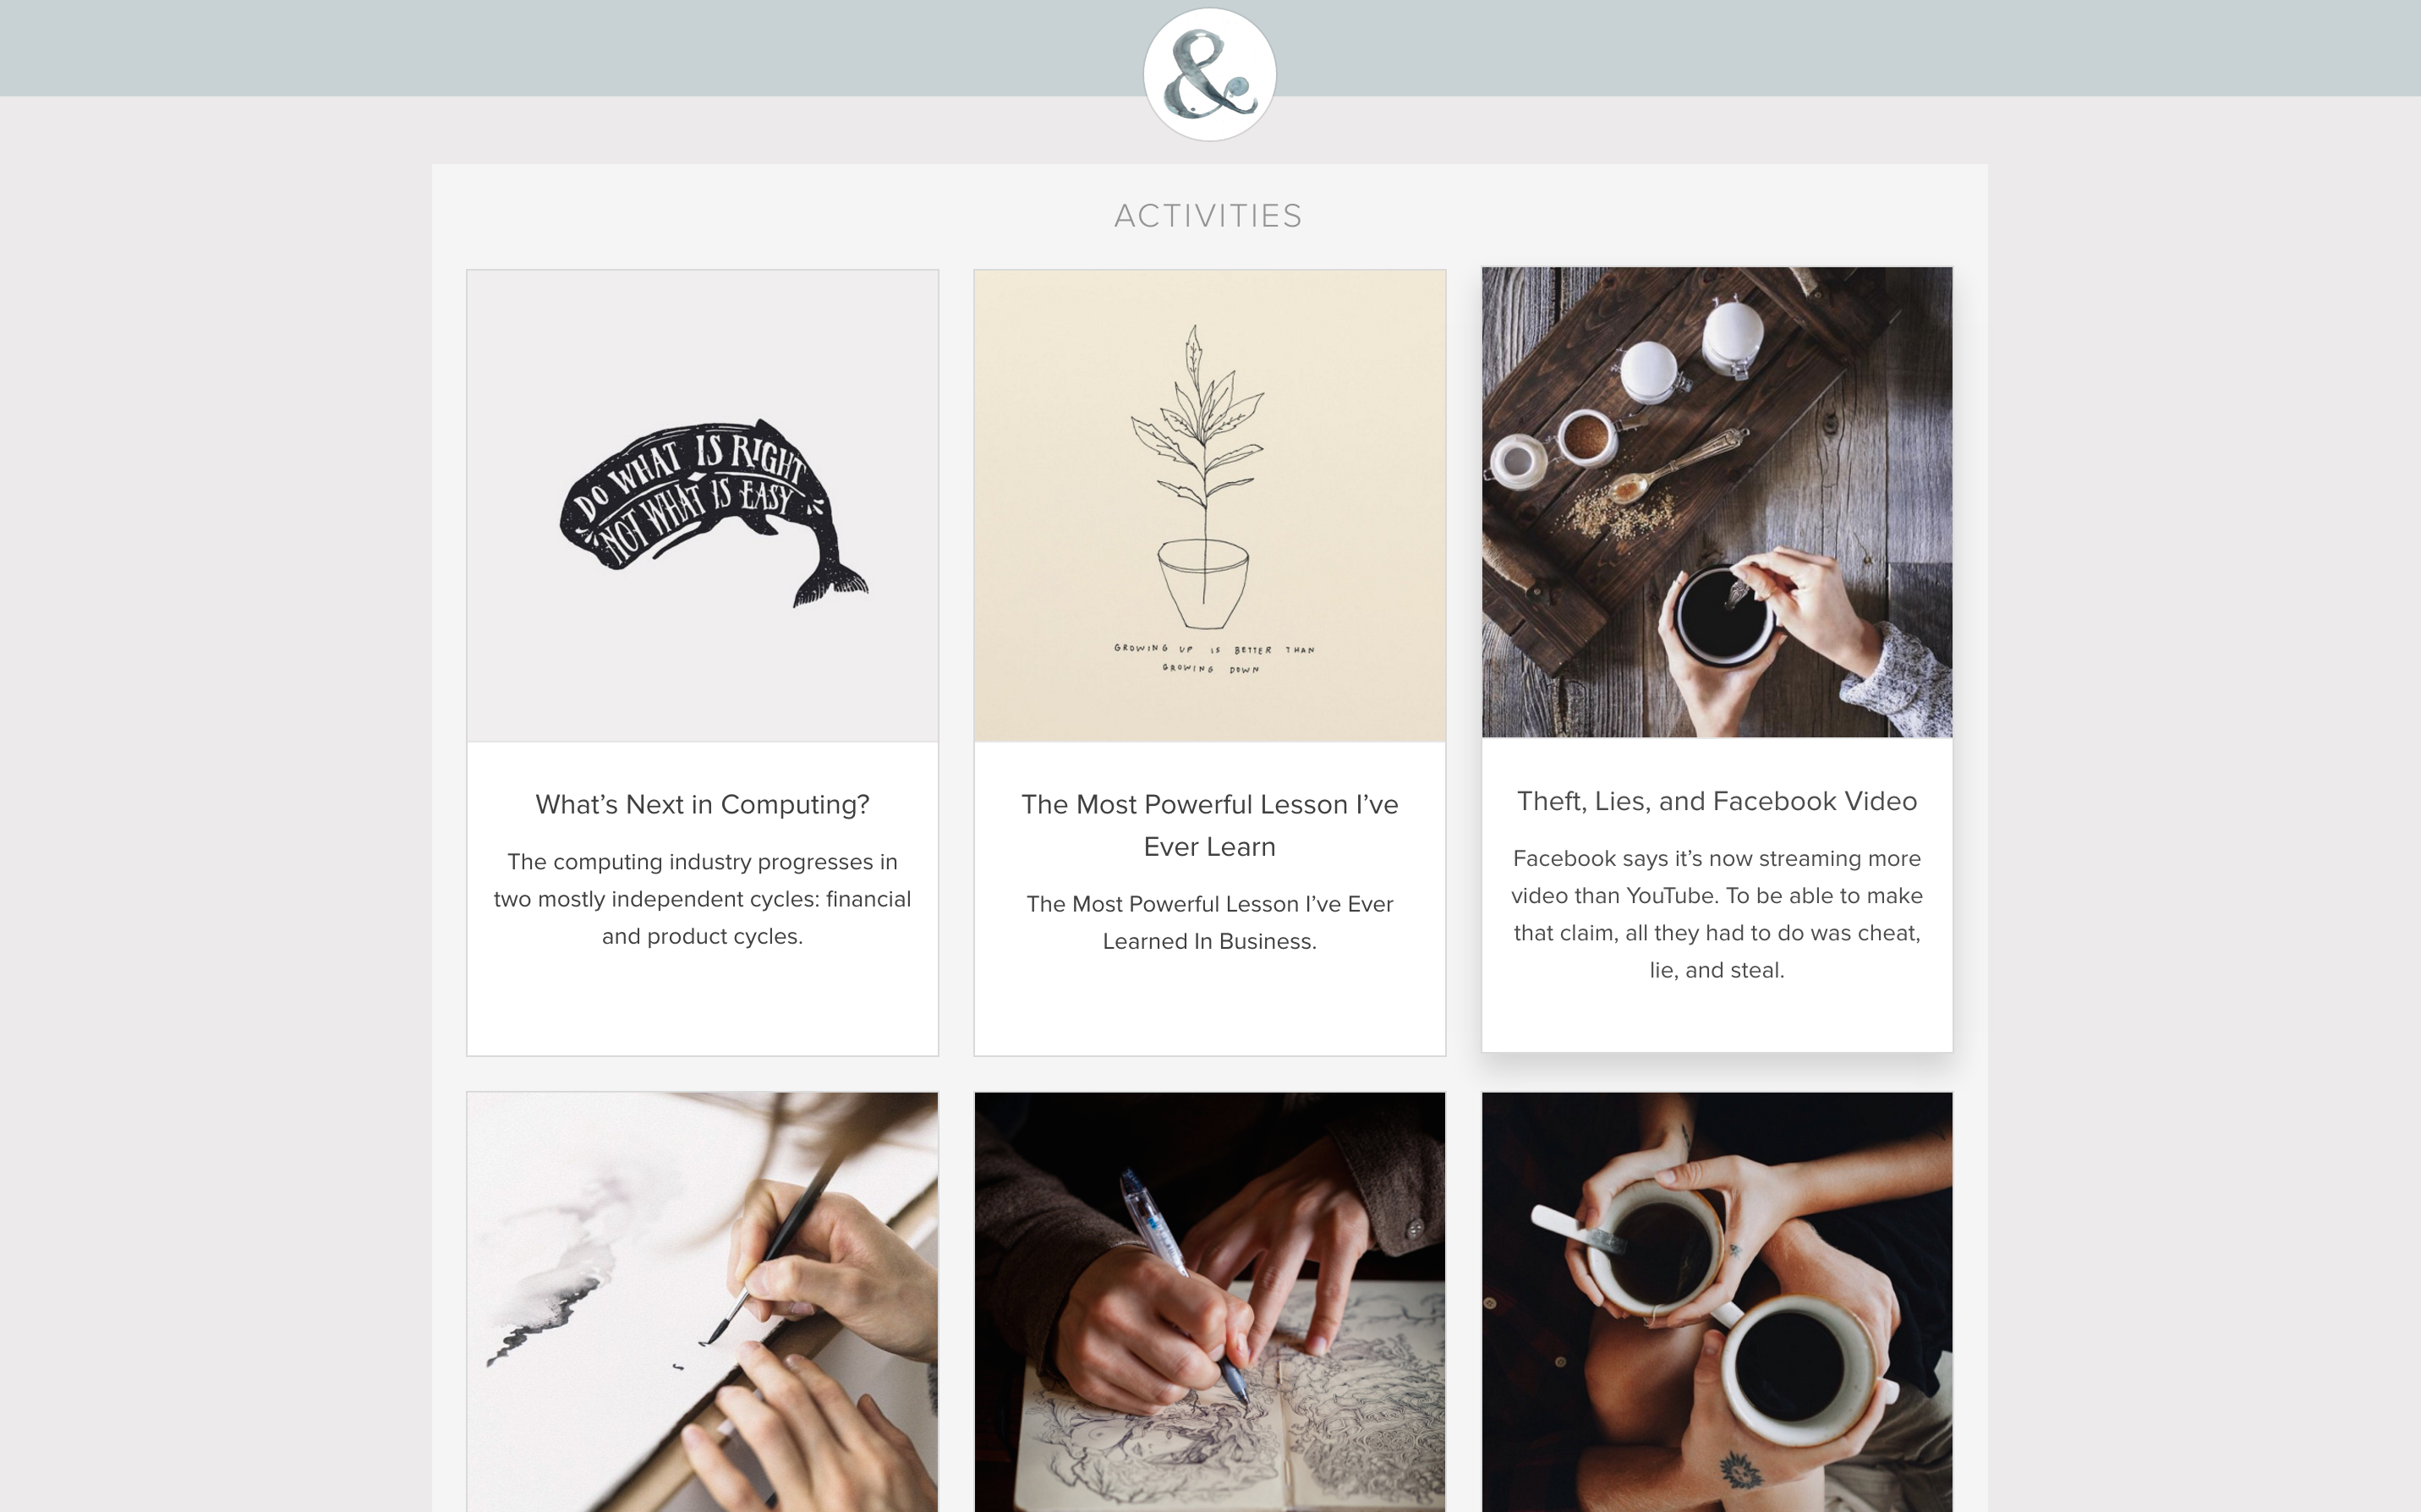 &
ACTIVITIES
DO WHAT IS RIGHT
NOT WHAT IS EASY
GROWING UP IS BETTER THAN
GROWING DOWN
What’s Next in Computing?
The computing industry progresses in
two mostly independent cycles: financial
and product cycles.
The Most Powerful Lesson I’ve
Ever Learn
The Most Powerful Lesson I’ve Ever
Learned In Business.
Theft, Lies, and Facebook Video
Facebook says it’s now streaming more
video than YouTube. To be able to make
that claim, all they had to do was cheat,
lie, and steal.